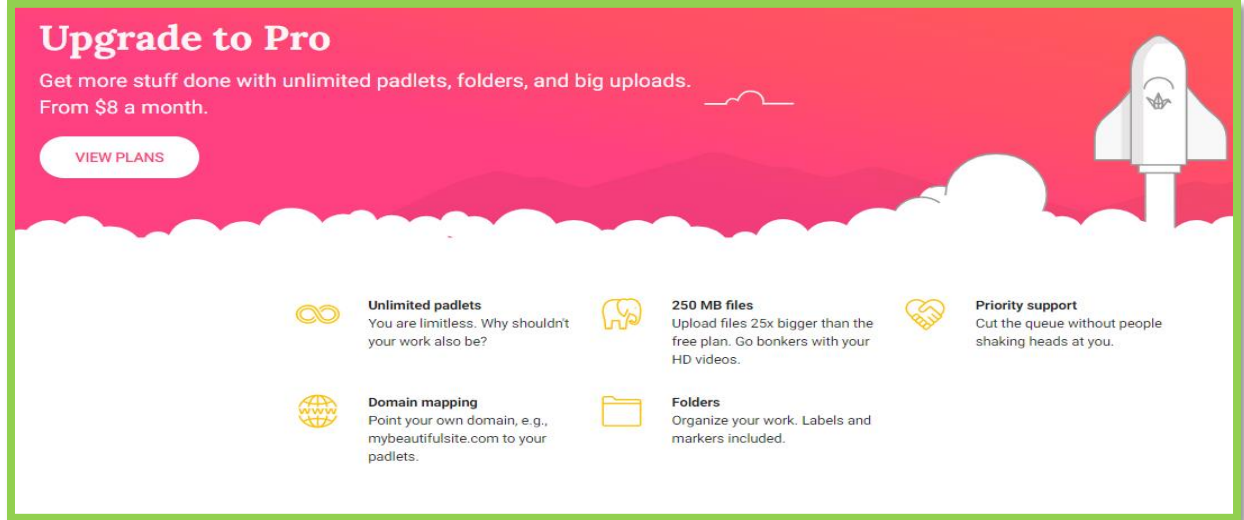 Upgrade to Pro
Get more stuff done with unlimited padlets, folders, and big uploads.
From $8 a month.
VIEW PLANS
Unlimited padlets
You are limitless. Why shouldn't
your work also be?
250 MB files
Upload files 25x bigger than the
free plan. Go bonkers with your
HD videos.
Priority support
Cut the queue without people
shaking heads at you.
www
Domain mapping
Point your own domain, e.g.,
mybeautifulsite.com to your
padlets.
Folders
Organize your work. Labels and
markers included.